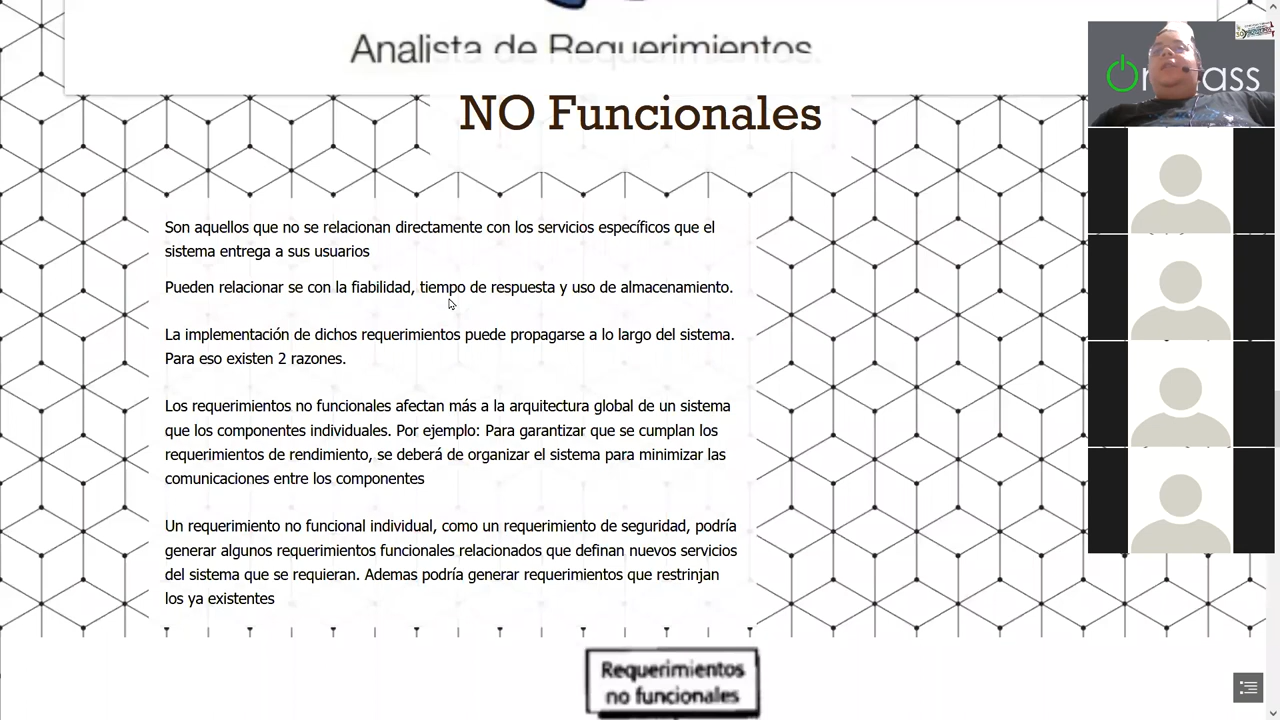 Analista de Requerimientos.
NO Funcionales
Son aquellos que no se relacionan directamente con los servicios específicos que el
sistema entrega a sus usuarios
Pueden relacionar se con la fiabilidad, tiempo de respuesta y uso de almacenamiento.
La implementación de dichos requerimientos puede propagarse a lo largo del sistema.
Para eso existen 2 razones.
Los requerimientos no funcionales afectan más a la arquitectura global de un sistema
que los componentes individuales. Por ejemplo: Para garantizar que se cumplan los
requerimientos de rendimiento, se deberá de organizar el sistema para minimizar las
comunicaciones entre los componentes
Un requerimiento no funcional individual, como un requerimiento de seguridad, podría
generar algunos requerimientos funcionales relacionados que definan nuevos servicios
del sistema que se requieran. Ademas podría generar requerimientos que restrinjan
los ya existentes
Requerimientos
no funcionales